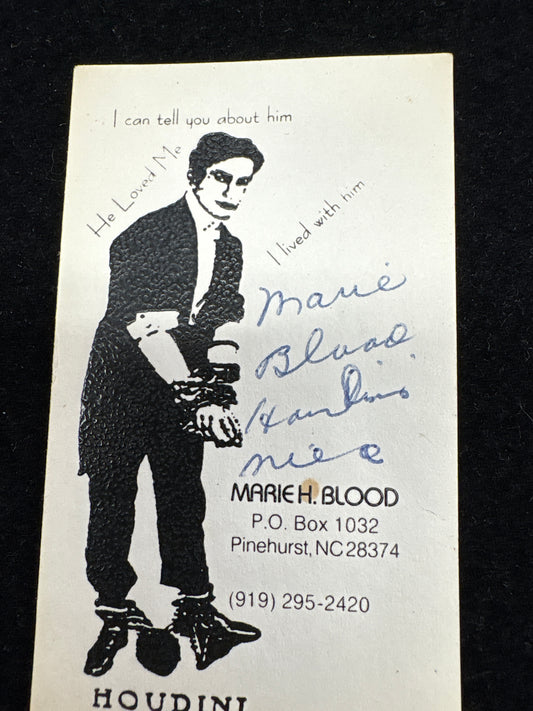 I can tell you about him
He Loved Me
I lived with him
Marie
Blood
Houdini
niece
MARIE H. BLOOD
P.O. Box 1032
Pinehurst, NC 28374
(919) 295-2420
HOUDINI